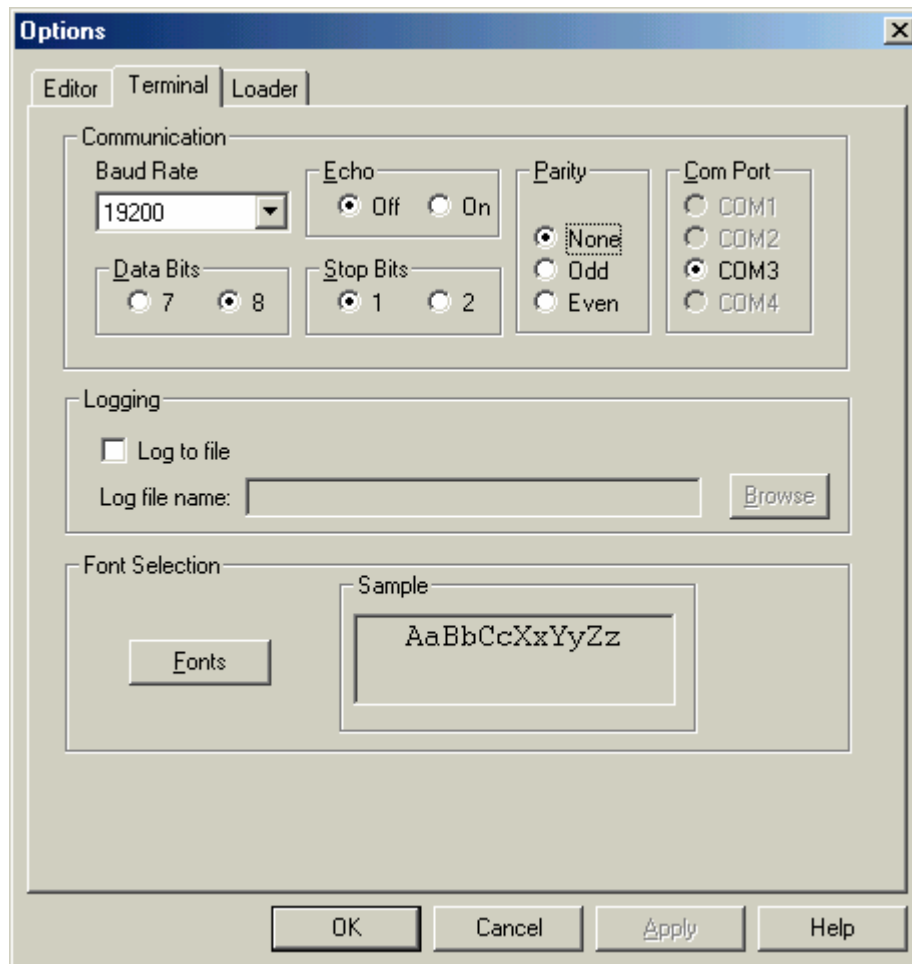 Options
Editor Terminal Loader
Communication
Baud Rate
19200
Echo
Off On
Parity
None
Odd
Even
Com Port
COM1
COM2
COM3
COM4
Data Bits
7 8
Stop Bits
1 2
Logging
Log to file
Log file name:
Browse
Font Selection
Fonts
Sample
AaBbCcXxYyZz
OK Cancel Apply Help